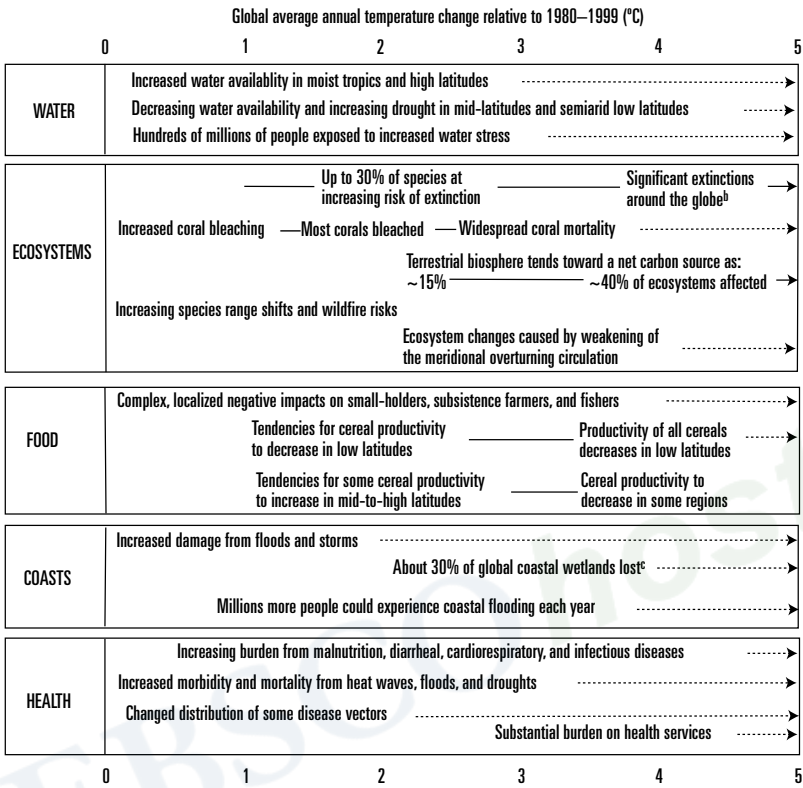 Global average annual temperature change relative to 1980–1999 (°C)
0 1 2 3 4 5
WATER
Increased water availablity in moist tropics and high latitudes
Decreasing water availability and increasing drought in mid-latitudes and semiarid low latitudes
Hundreds of millions of people exposed to increased water stress
ECOSYSTEMS
Up to 30% of species at
increasing risk of extinction
Significant extinctions
around the globeᵇ
Increased coral bleaching
Most corals bleached
Widespread coral mortality
Terrestrial biosphere tends toward a net carbon source as:
~15%
~40% of ecosystems affected
Increasing species range shifts and wildfire risks
Ecosystem changes caused by weakening of
the meridional overturning circulation
FOOD
Complex, localized negative impacts on small-holders, subsistence farmers, and fishers
Tendencies for cereal productivity
to decrease in low latitudes
Productivity of all cereals
decreases in low latitudes
Tendencies for some cereal productivity
to increase in mid-to-high latitudes
Cereal productivity to
decrease in some regions
COASTS
Increased damage from floods and storms
About 30% of global coastal wetlands lostᶜ
Millions more people could experience coastal flooding each year
HEALTH
Increasing burden from malnutrition, diarrheal, cardiorespiratory, and infectious diseases
Increased morbidity and mortality from heat waves, floods, and droughts
Changed distribution of some disease vectors
Substantial burden on health services
0 1 2 3 4 5
EBSCOhost